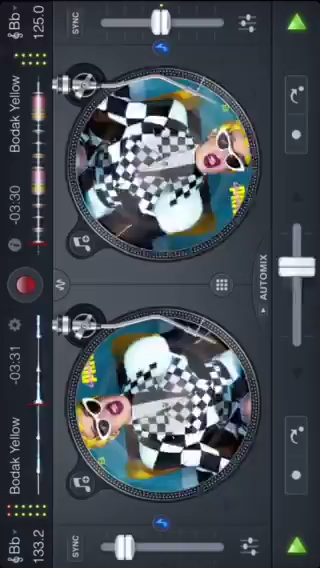 𝄞Bb
Bodak Yellow
-03:31
133.2
𝄞Bb
Bodak Yellow
-03:30
125.0
SYNC
SYNC
AUTOMIX